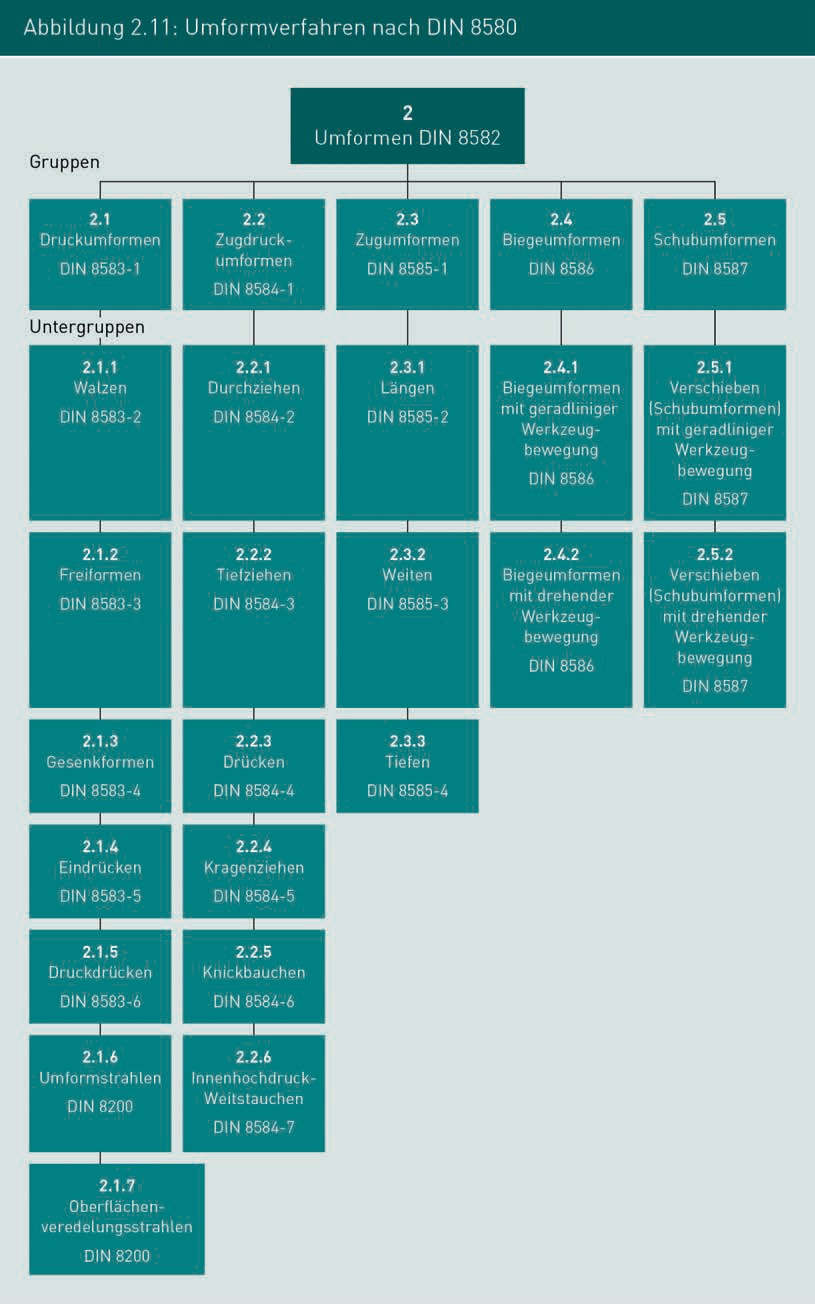 Abbildung 2.11: Umformverfahren nach DIN 8580
2
Umformen DIN 8582
Gruppen
2.1
Druckumformen
DIN 8583-1
2.2
Zugdruck-
umformen
DIN 8584-1
2.3
Zugumformen
DIN 8585-1
2.4
Biegeumformen
DIN 8586
2.5
Schubumformen
DIN 8587
Untergruppen
2.1.1
Walzen
DIN 8583-2
2.2.1
Durchziehen
DIN 8584-2
2.3.1
Längen
DIN 8585-2
2.4.1
Biegeumformen
mit geradliniger
Werkzeug-
bewegung
DIN 8586
2.5.1
Verschieben
(Schubumformen)
mit geradliniger
Werkzeug-
bewegung
DIN 8587
2.1.2
Freiformen
DIN 8583-3
2.2.2
Tiefziehen
DIN 8584-3
2.3.2
Weiten
DIN 8585-3
2.4.2
Biegeumformen
mit drehender
Werkzeug-
bewegung
DIN 8586
2.5.2
Verschieben
(Schubumformen)
mit drehender
Werkzeug-
bewegung
DIN 8587
2.1.3
Gesenkformen
DIN 8583-4
2.2.3
Drücken
DIN 8584-4
2.3.3
Tiefen
DIN 8585-4
2.1.4
Eindrücken
DIN 8583-5
2.2.4
Kragenziehen
DIN 8584-5
2.1.5
Druckdrücken
DIN 8583-6
2.2.5
Knickbauchen
DIN 8584-6
2.1.6
Umformstrahlen
DIN 8200
2.2.6
Innenhochdruck-
Weitstauchen
DIN 8584-7
2.1.7
Oberflächen-
veredelungsstrahlen
DIN 8200